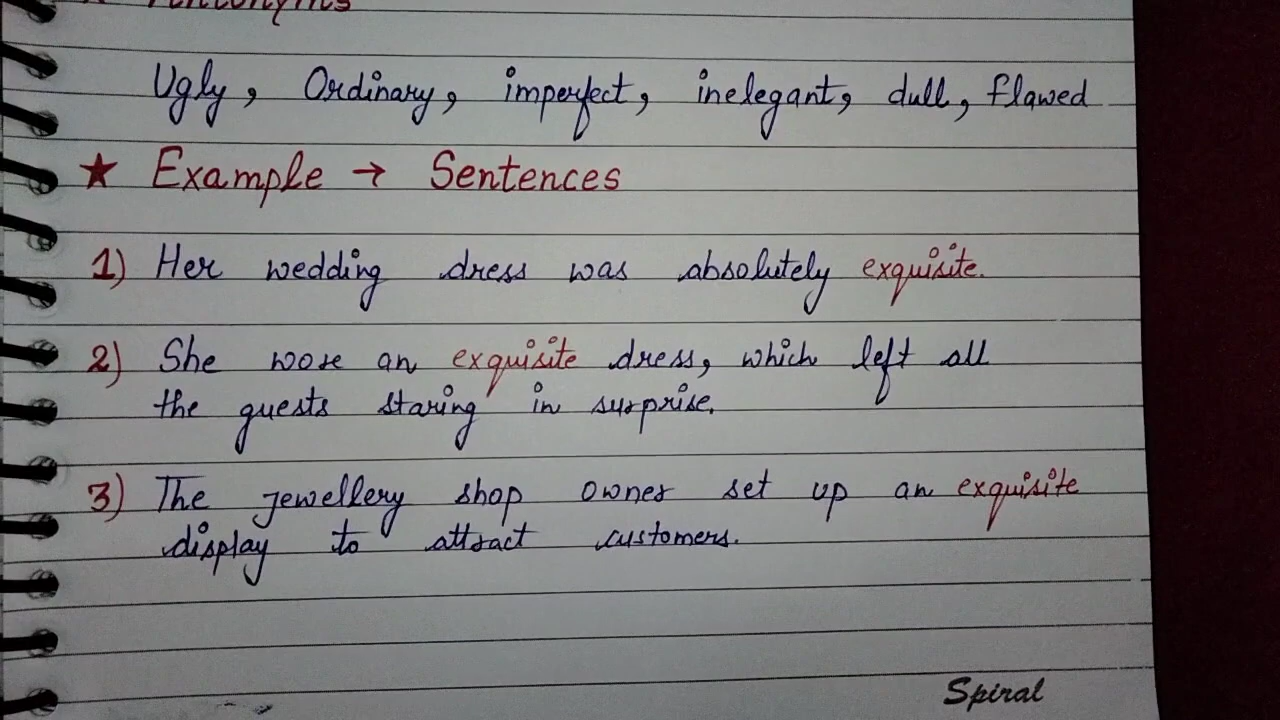 Antonyms
Ugly, Ordinary, imperfect, inelegant, dull, flawed
★ Example → Sentences
1) Her wedding dress was absolutely exquisite.
2) She wore an exquisite dress, which left all
the guests staring in surprise.
3) The jewellery shop owner set up an exquisite
display to attract customers.
Spiral